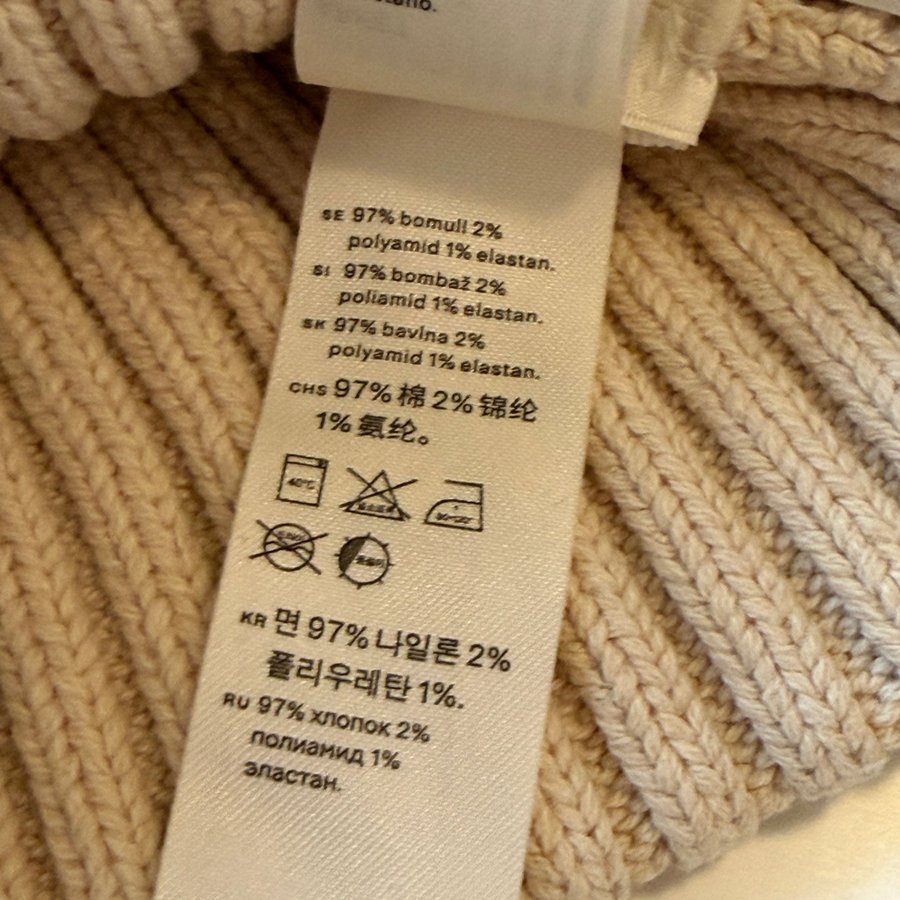 SE 97% bomull 2%
polyamid 1% elastan.
SI 97% bombaž 2%
poliamid 1% elastan.
SK 97% bavlna 2%
polyamid 1% elastan.
CHS 97% 棉 2% 锦纶
1% 氨纶。
40°C
KR 면 97% 나일론 2%
폴리우레탄 1%.
RU 97% хлопок 2%
полиамид 1%
эластан.